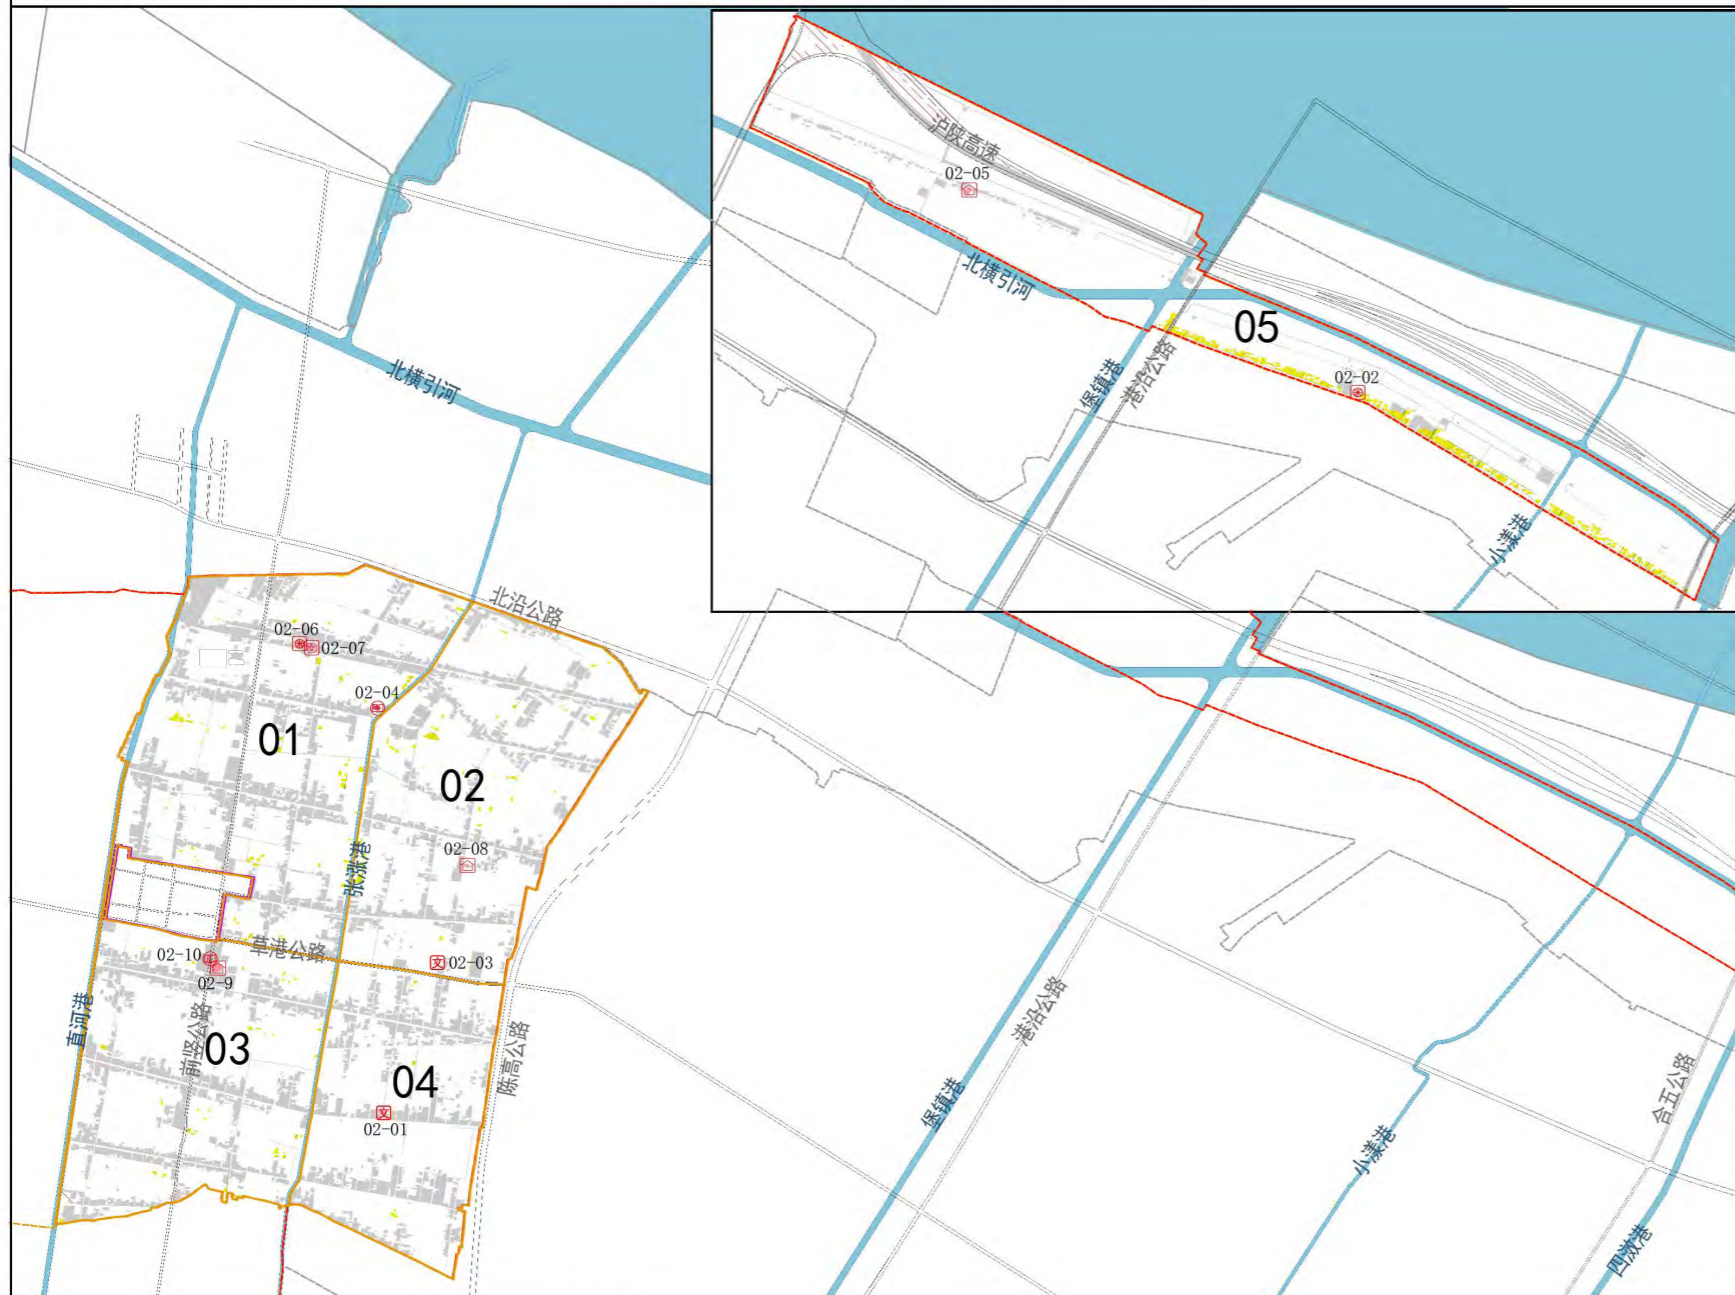 沪陕高速
02-05
北横引河
05
堡镇港
港沿公路
02-02
小漾港
北横引河
北沿公路
02-06
02-07
02-04
01
02
张涨港
02-08
草港公路
02-10
02-9
文
02-03
直河港
前竖公路
03
04
陈高公路
文
02-01
港沿公路
堡镇港
小漾港
合五公路
四滧港